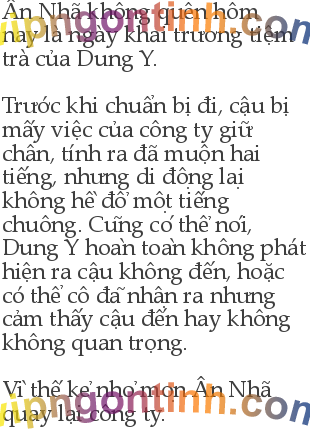 Ân Nhã không quên hôm
nay là ngày khai trương tiệm
trà của Dung Y.
Trước khi chuẩn bị đi, cậu bị
mấy việc của công ty giữ
chân, tính ra đã muộn hai
tiếng, nhưng di động lại
không hề đổ một tiếng
chuông. Cũng có thể nói,
Dung Y hoàn toàn không phát
hiện ra cậu không đến, hoặc
có thể cô đã nhận ra nhưng
cảm thấy cậu đến hay không
không quan trọng.
Vì thế kẻ nhỏ mọn Ân Nhã
quay lại công ty.
vipngontinh.com
vipngontinh.com